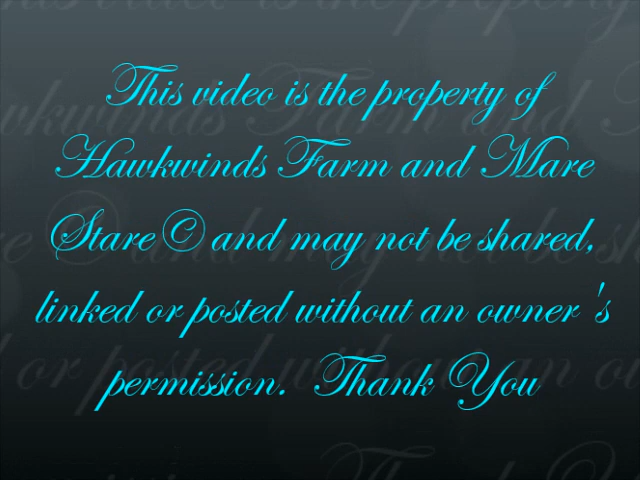 This video is the property of
Hawkwinds Farm and Mare
Stare© and may not be shared,
linked or posted without an owner 's
permission. Thank You